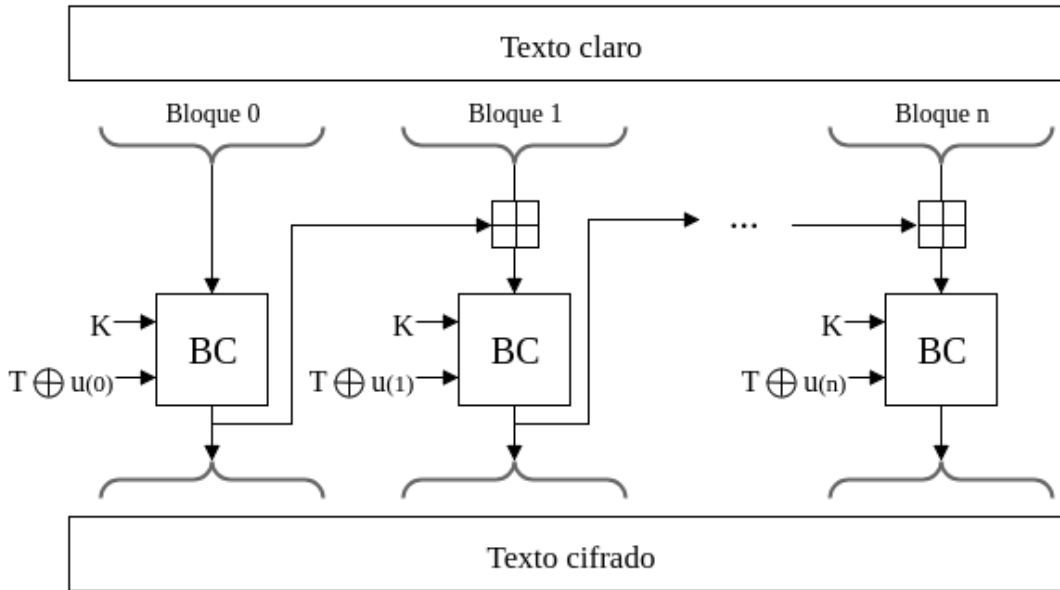 Texto claro
Bloque 0 Bloque 1 Bloque n
...
K K K
BC BC BC
T ⊕ u(0) T ⊕ u(1) T ⊕ u(n)
Texto cifrado